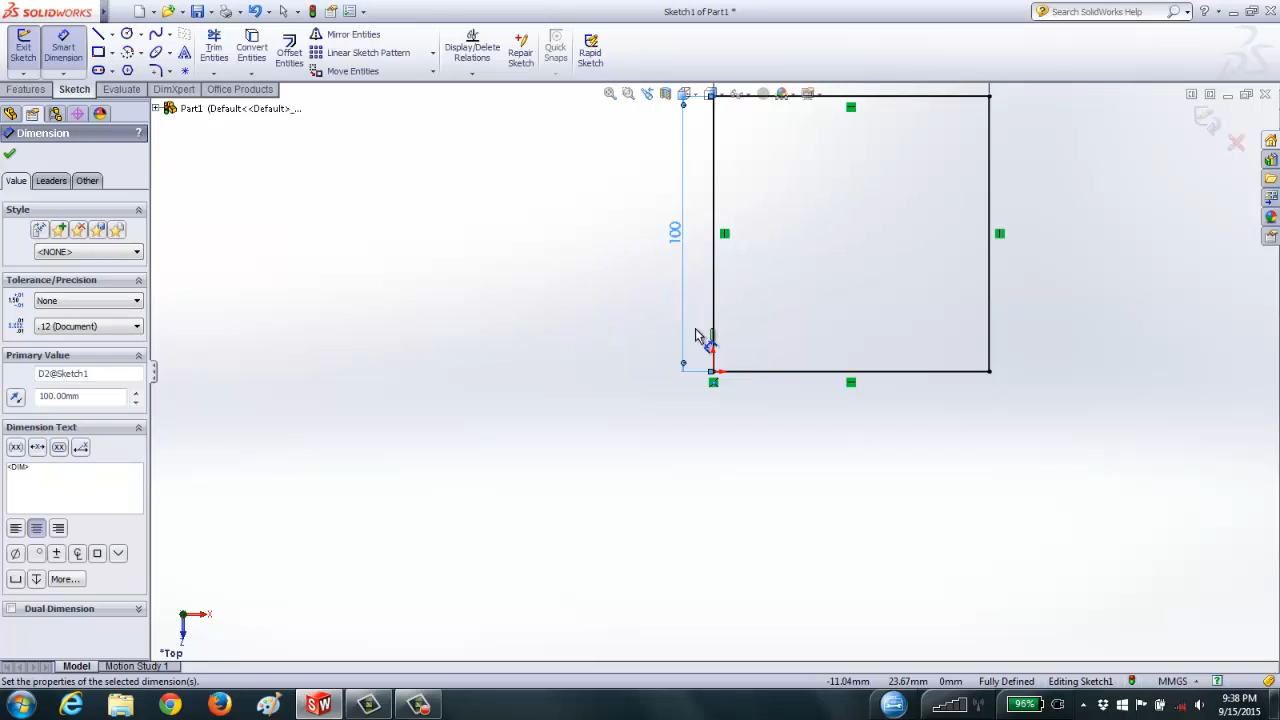 SOLIDWORKS
Sketch1 of Part1 *
Search SolidWorks Help
Exit Sketch
Smart Dimension
Trim Entities
Convert Entities
Offset Entities
Mirror Entities
Linear Sketch Pattern
Move Entities
Display/Delete Relations
Repair Sketch
Quick Snaps
Rapid Sketch
Features
Sketch
Evaluate
DimXpert
Office Products
Part1 (Default<<Default>_...
Dimension
?
Value
Leaders
Other
Style
<NONE>
Tolerance/Precision
None
.12 (Document)
Primary Value
D2@Sketch1
100.00mm
Dimension Text
<DIM>
More...
Dual Dimension
100
X
Z
*Top
Model
Motion Study 1
Set the properties of the selected dimension(s).
-11.04mm
23.67mm
0mm
Fully Defined
Editing Sketch1
MMGS
?
96%
9:38 PM
9/15/2015